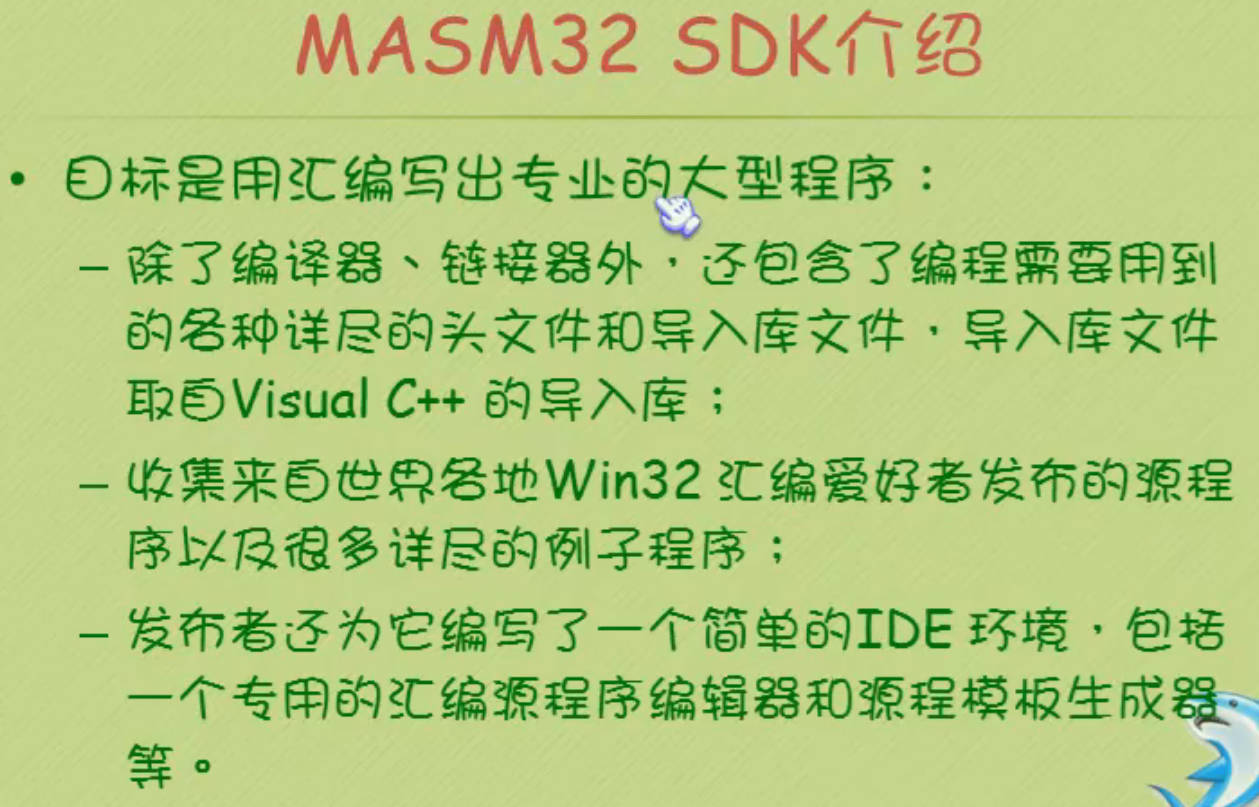 MASM32 SDK介绍
• 目标是用汇编写出专业的大型程序：
– 除了编译器、链接器外，还包含了编程需要用到
的各种详尽的头文件和导入库文件，导入库文件
取自Visual C++ 的导入库；
– 收集来自世界各地Win32 汇编爱好者发布的源程
序以及很多详尽的例子程序；
– 发布者还为它编写了一个简单的IDE 环境，包括
一个专用的汇编源程序编辑器和源程模板生成器
等。